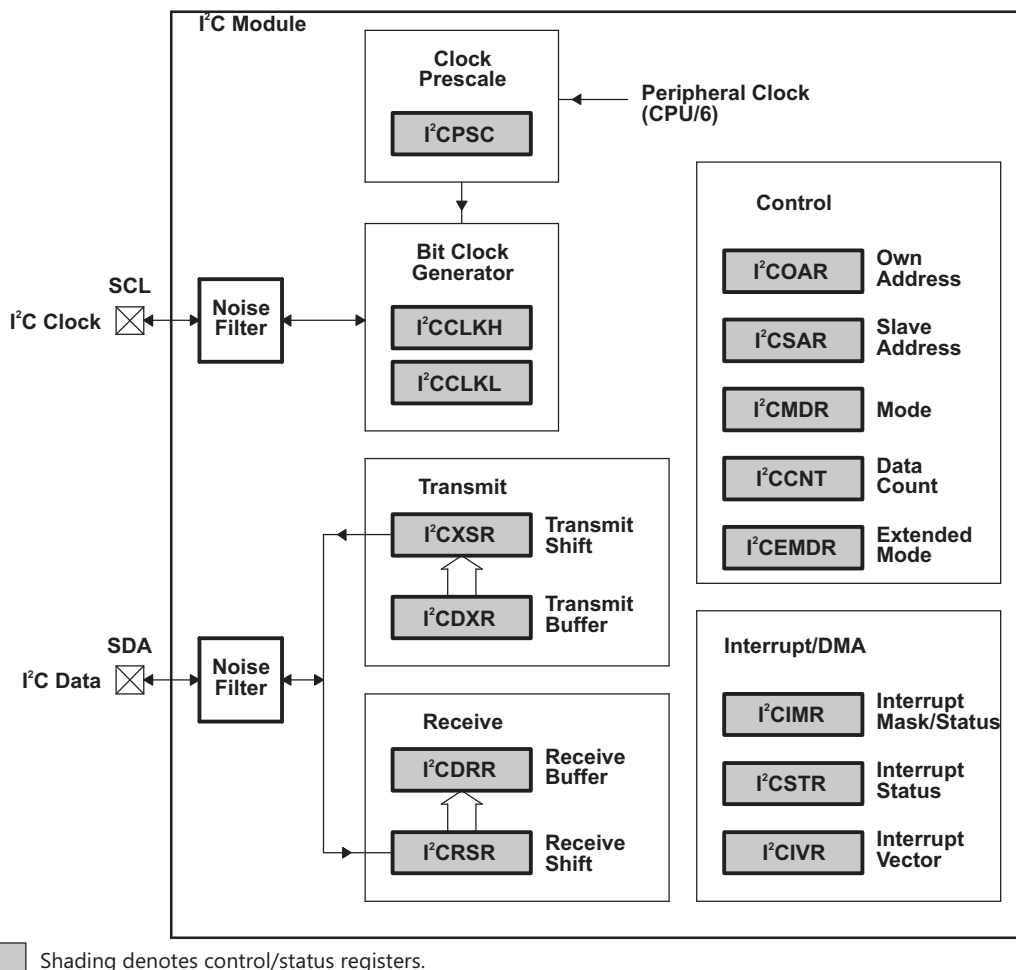 I²C Module
Clock
Prescale
I²CPSC
Peripheral Clock
(CPU/6)
Bit Clock
Generator
I²CCLKH
I²CCLKL
SCL
I²C Clock
Noise
Filter
Control
I²COAR
Own
Address
I²CSAR
Slave
Address
I²CMDR
Mode
I²CCNT
Data
Count
I²CEMDR
Extended
Mode
Transmit
I²CXSR
Transmit
Shift
I²CDXR
Transmit
Buffer
SDA
I²C Data
Noise
Filter
Receive
I²CDRR
Receive
Buffer
I²CRSR
Receive
Shift
Interrupt/DMA
I²CIMR
Interrupt
Mask/Status
I²CSTR
Interrupt
Status
I²CIVR
Interrupt
Vector
Shading denotes control/status registers.